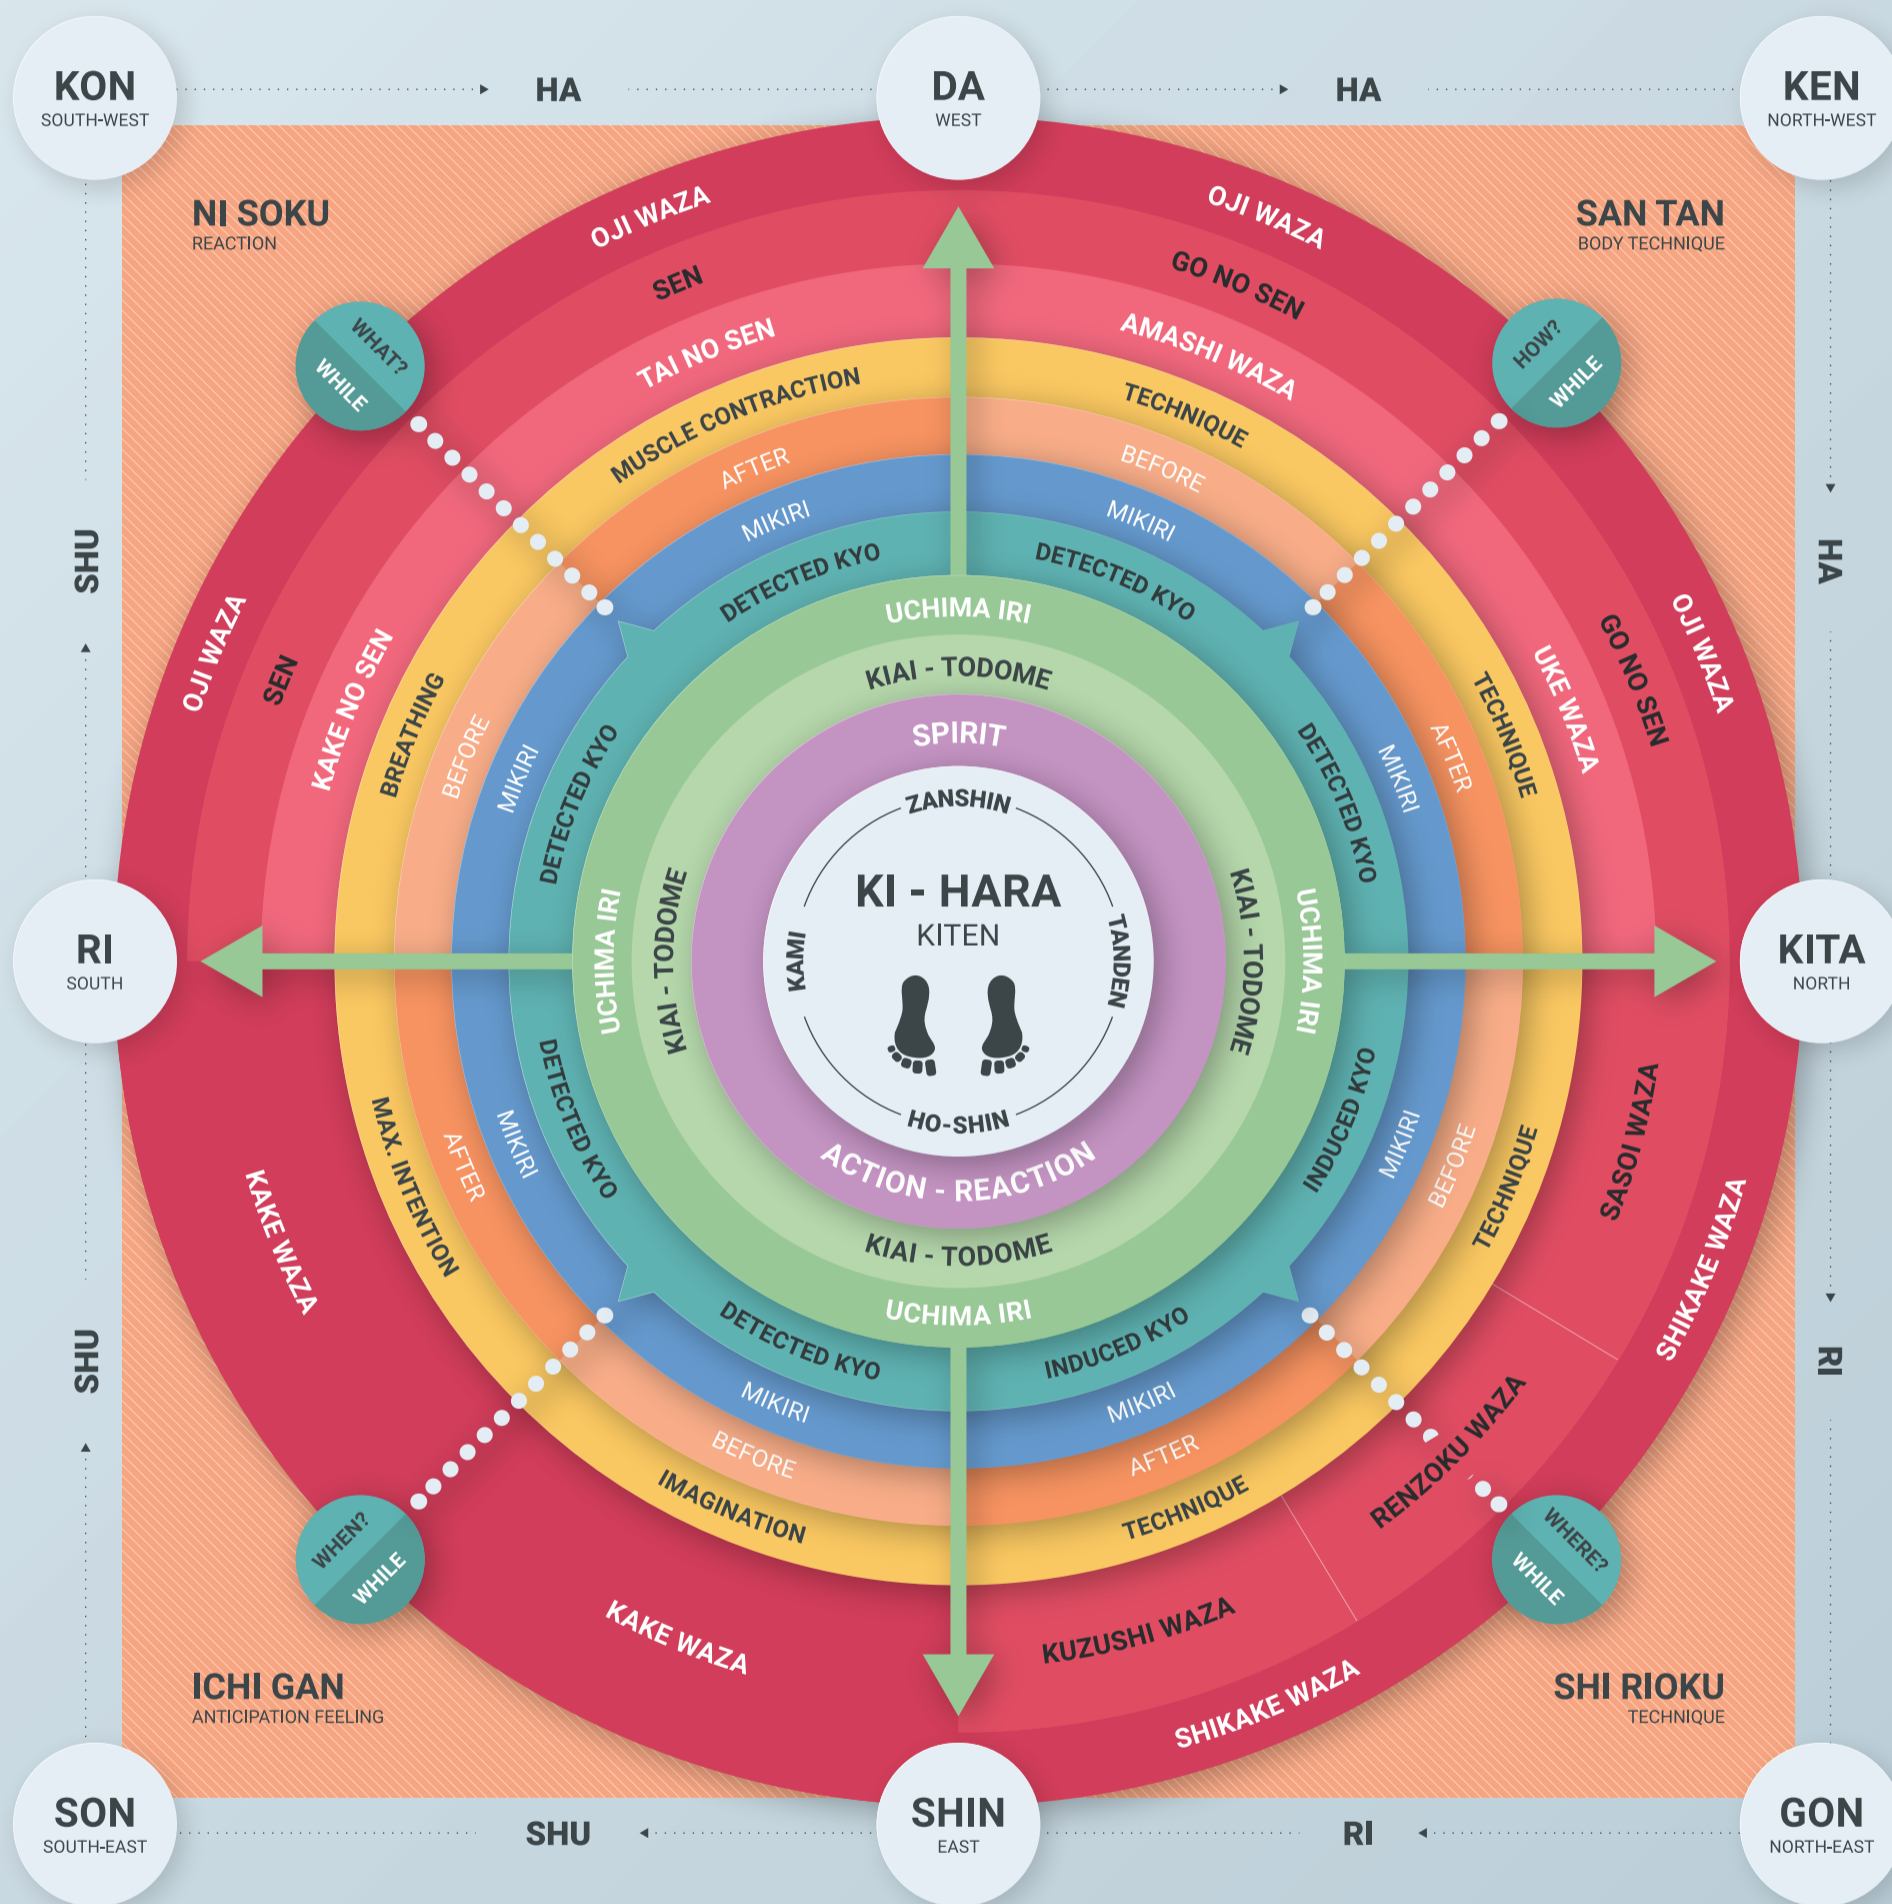 KON
SOUTH-WEST
HA
DA
WEST
HA
KEN
NORTH-WEST
NI SOKU
REACTION
SAN TAN
BODY TECHNIQUE
OJI WAZA
OJI WAZA
SEN
GO NO SEN
TAI NO SEN
AMASHI WAZA
WHAT?
WHILE
HOW?
WHILE
MUSCLE CONTRACTION
TECHNIQUE
AFTER
BEFORE
MIKIRI
MIKIRI
DETECTED KYO
DETECTED KYO
SHU
HA
OJI WAZA
SEN
KAKE NO SEN
BREATHING
BEFORE
MIKIRI
DETECTED KYO
UCHIMA IRI
KIAI - TODOME
SPIRIT
DETECTED KYO
MIKIRI
AFTER
TECHNIQUE
UKE WAZA
GO NO SEN
OJI WAZA
ZANSHIN
KI - HARA
KITEN
KAMI
TANDEN
HO-SHIN
UCHIMA IRI
KIAI - TODOME
KIAI - TODOME
UCHIMA IRI
RI
SOUTH
KITA
NORTH
ACTION - REACTION
KIAI - TODOME
UCHIMA IRI
KAKE WAZA
MAX. INTENTION
AFTER
MIKIRI
DETECTED KYO
INDUCED KYO
MIKIRI
BEFORE
TECHNIQUE
SASOI WAZA
SHIKAKE WAZA
SHU
RI
DETECTED KYO
INDUCED KYO
MIKIRI
MIKIRI
BEFORE
AFTER
IMAGINATION
TECHNIQUE
RENZOKU WAZA
WHEN?
WHILE
WHERE?
WHILE
KAKE WAZA
KUZUSHI WAZA
SHIKAKE WAZA
ICHI GAN
ANTICIPATION FEELING
SHI RIOKU
TECHNIQUE
SON
SOUTH-EAST
SHU
SHIN
EAST
RI
GON
NORTH-EAST